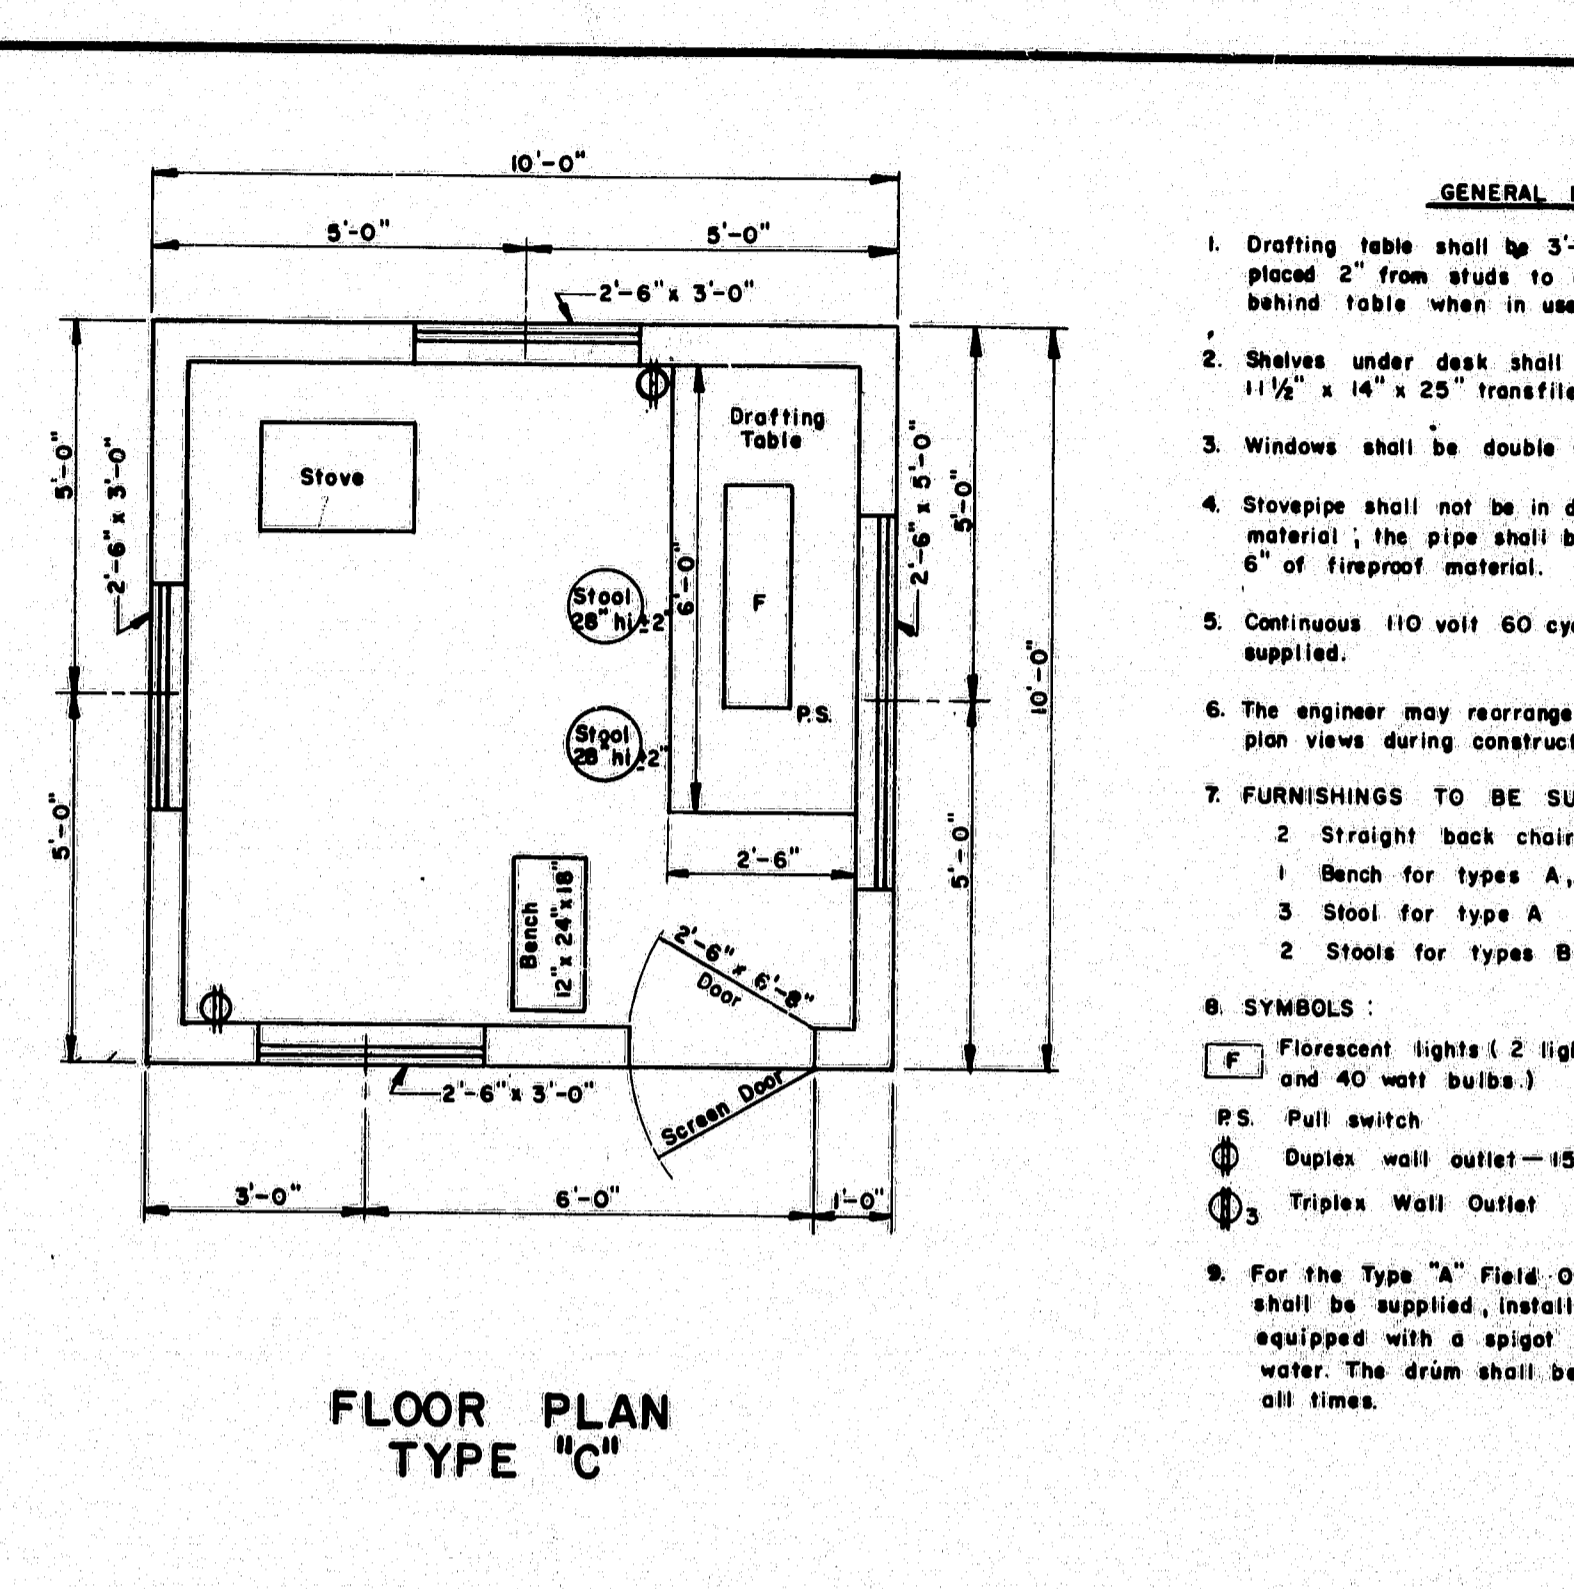 10'-0"
5'-0"
5'-0"
2'-6" x 3'-0"
5'-0"
2'-6" x 3'-0"
Stove
Drafting
Table
6'-0"
F
P.S.
Stool
28" hi ± 2"
Stool
28" hi ± 2"
2'-6" x 5'-0"
5'-0"
10'-0"
5'-0"
5'-0"
2'-6"
Bench
12" x 24" x 18"
2'-6" x 6'-8"
Door
2'-6" x 3'-0"
Screen Door
3'-0"
6'-0"
1'-0"
FLOOR PLAN
TYPE "C"
GENERAL
1. Drafting table shall be 3'-
placed 2" from studs to
behind table when in use
2. Shelves under desk shall
11½" x 14" x 25" transfile
3. Windows shall be double
4. Stovepipe shall not be in d
material; the pipe shall b
6" of fireproof material.
5. Continuous 110 volt 60 cy
supplied.
6. The engineer may rearrange
plan views during construct
7. FURNISHINGS TO BE SU
2 Straight back chair
1 Bench for types A,
3 Stool for type A
2 Stools for types B
8. SYMBOLS :
F Florescent lights ( 2 lig
and 40 watt bulbs.)
P.S. Pull switch
Duplex wall outlet — 15
3 Triplex Wall Outlet
9. For the Type "A" Field O
shall be supplied, install
equipped with a spigot
water. The drum shall be
all times.